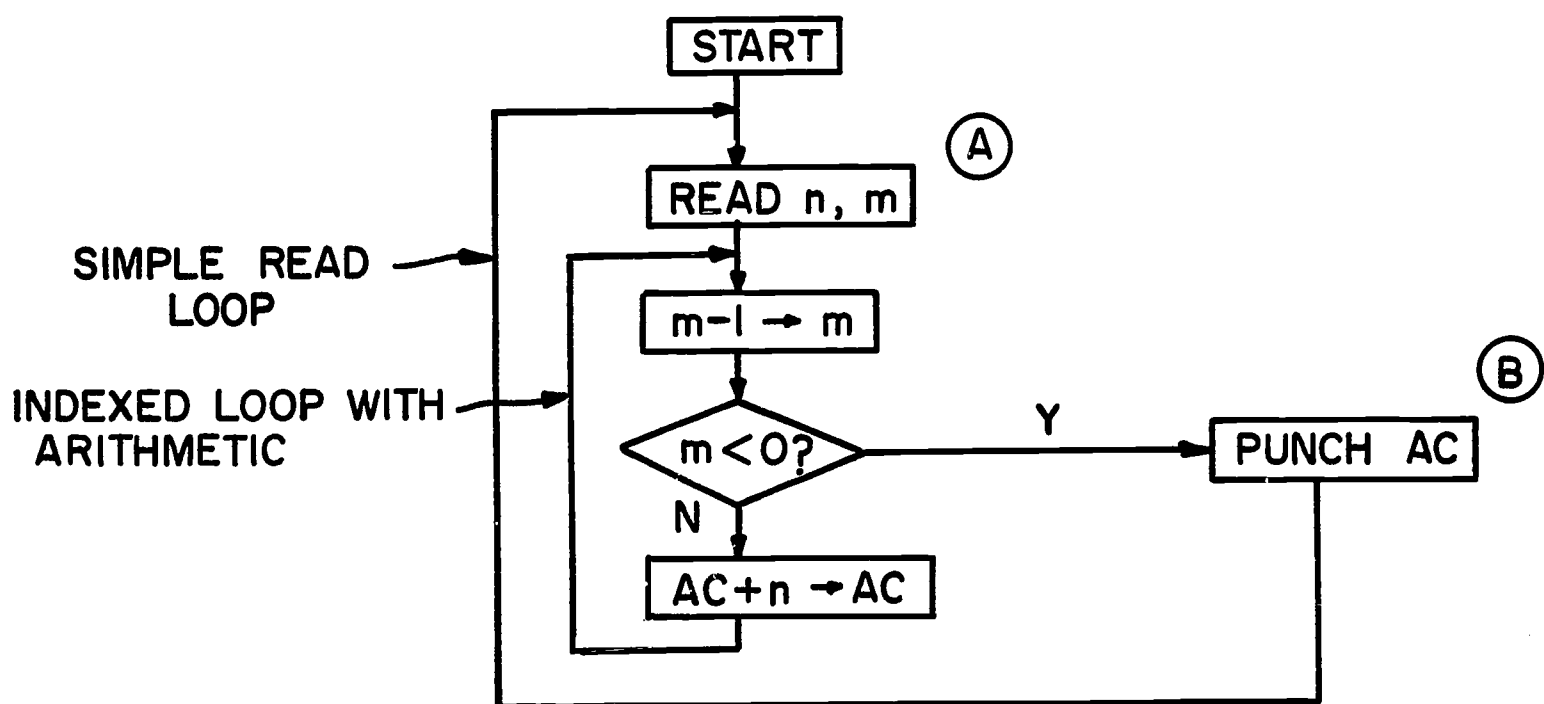 START
A
READ n, m
SIMPLE READ
LOOP
m-1 → m
B
INDEXED LOOP WITH
ARITHMETIC
m<0?
Y
PUNCH AC
N
AC+n → AC